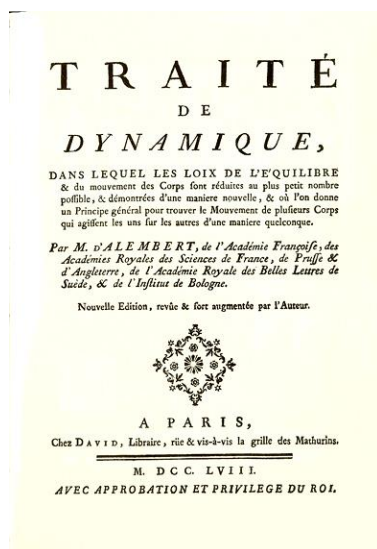 TRAITÉ
DE
DYNAMIQUE,
DANS LEQUEL LES LOIX DE L'EQUILIBRE
& du mouvement des Corps sont réduites au plus petit nombre
possible, & démontrées d'une maniere nouvelle, & où l'on donne
un Principe général pour trouver le Mouvement de plusieurs Corps
qui agissent les uns sur les autres d'une maniere quelconque.
Par M. D'ALEMBERT, de l'Académie Françoise, des
Académies Royales des Sciences de France, de Prusse &
d'Angleterre, de l'Académie Royale des Belles Lettres de
Suède, & de l'Institut de Bologne.
Nouvelle Edition, revûe & fort augmentée par l'Auteur.
A PARIS,
Chez DAVID, Libraire, rüe & vis-à-vis la grille des Mathurins.
M. DCC. LVIII.
AVEC APPROBATION ET PRIVILEGE DU ROI.